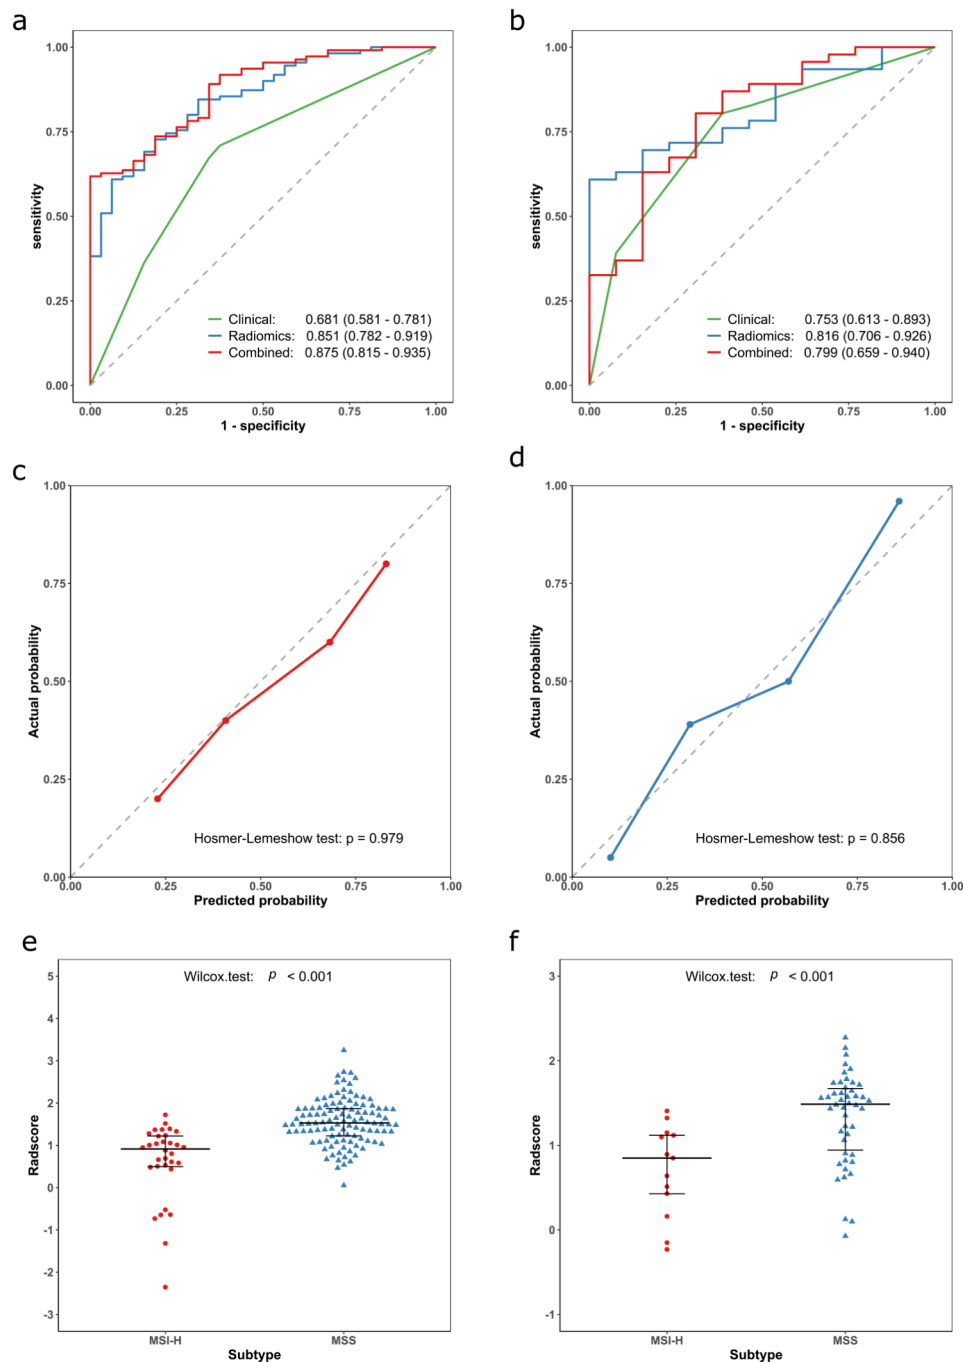 a
1.00
0.75
0.50
0.25
0.00
sensitivity
Clinical: 0.681 (0.581 - 0.781)
Radiomics: 0.851 (0.782 - 0.919)
Combined: 0.875 (0.815 - 0.935)
0.00 0.25 0.50 0.75 1.00
1 - specificity
b
1.00
0.75
0.50
0.25
0.00
sensitivity
Clinical: 0.753 (0.613 - 0.893)
Radiomics: 0.816 (0.706 - 0.926)
Combined: 0.799 (0.659 - 0.940)
0.00 0.25 0.50 0.75 1.00
1 - specificity
c
1.00
0.75
0.50
0.25
0.00
Actual probability
Hosmer-Lemeshow test: p = 0.979
0.00 0.25 0.50 0.75 1.00
Predicted probability
d
1.00
0.75
0.50
0.25
0.00
Actual probability
Hosmer-Lemeshow test: p = 0.856
0.00 0.25 0.50 0.75 1.00
Predicted probability
e
Wilcox.test: p < 0.001
5
4
3
2
1
0
-1
-2
-3
Radscore
MSI-H MSS
Subtype
f
Wilcox.test: p < 0.001
3
2
1
0
-1
Radscore
MSI-H MSS
Subtype